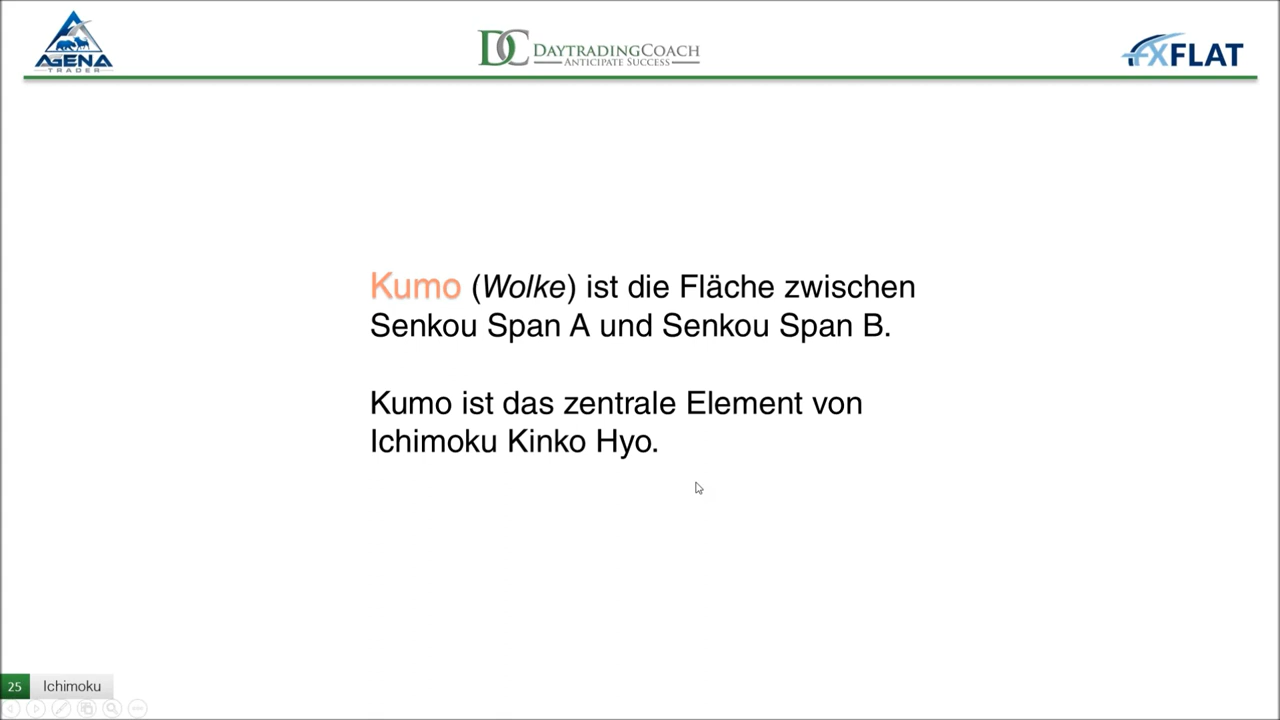 AGENA
TRADER
DC DAYTRADINGCOACH
ANTICIPATE SUCCESS
FXFLAT
Kumo (Wolke) ist die Fläche zwischen
Senkou Span A und Senkou Span B.
Kumo ist das zentrale Element von
Ichimoku Kinko Hyo.
25 Ichimoku